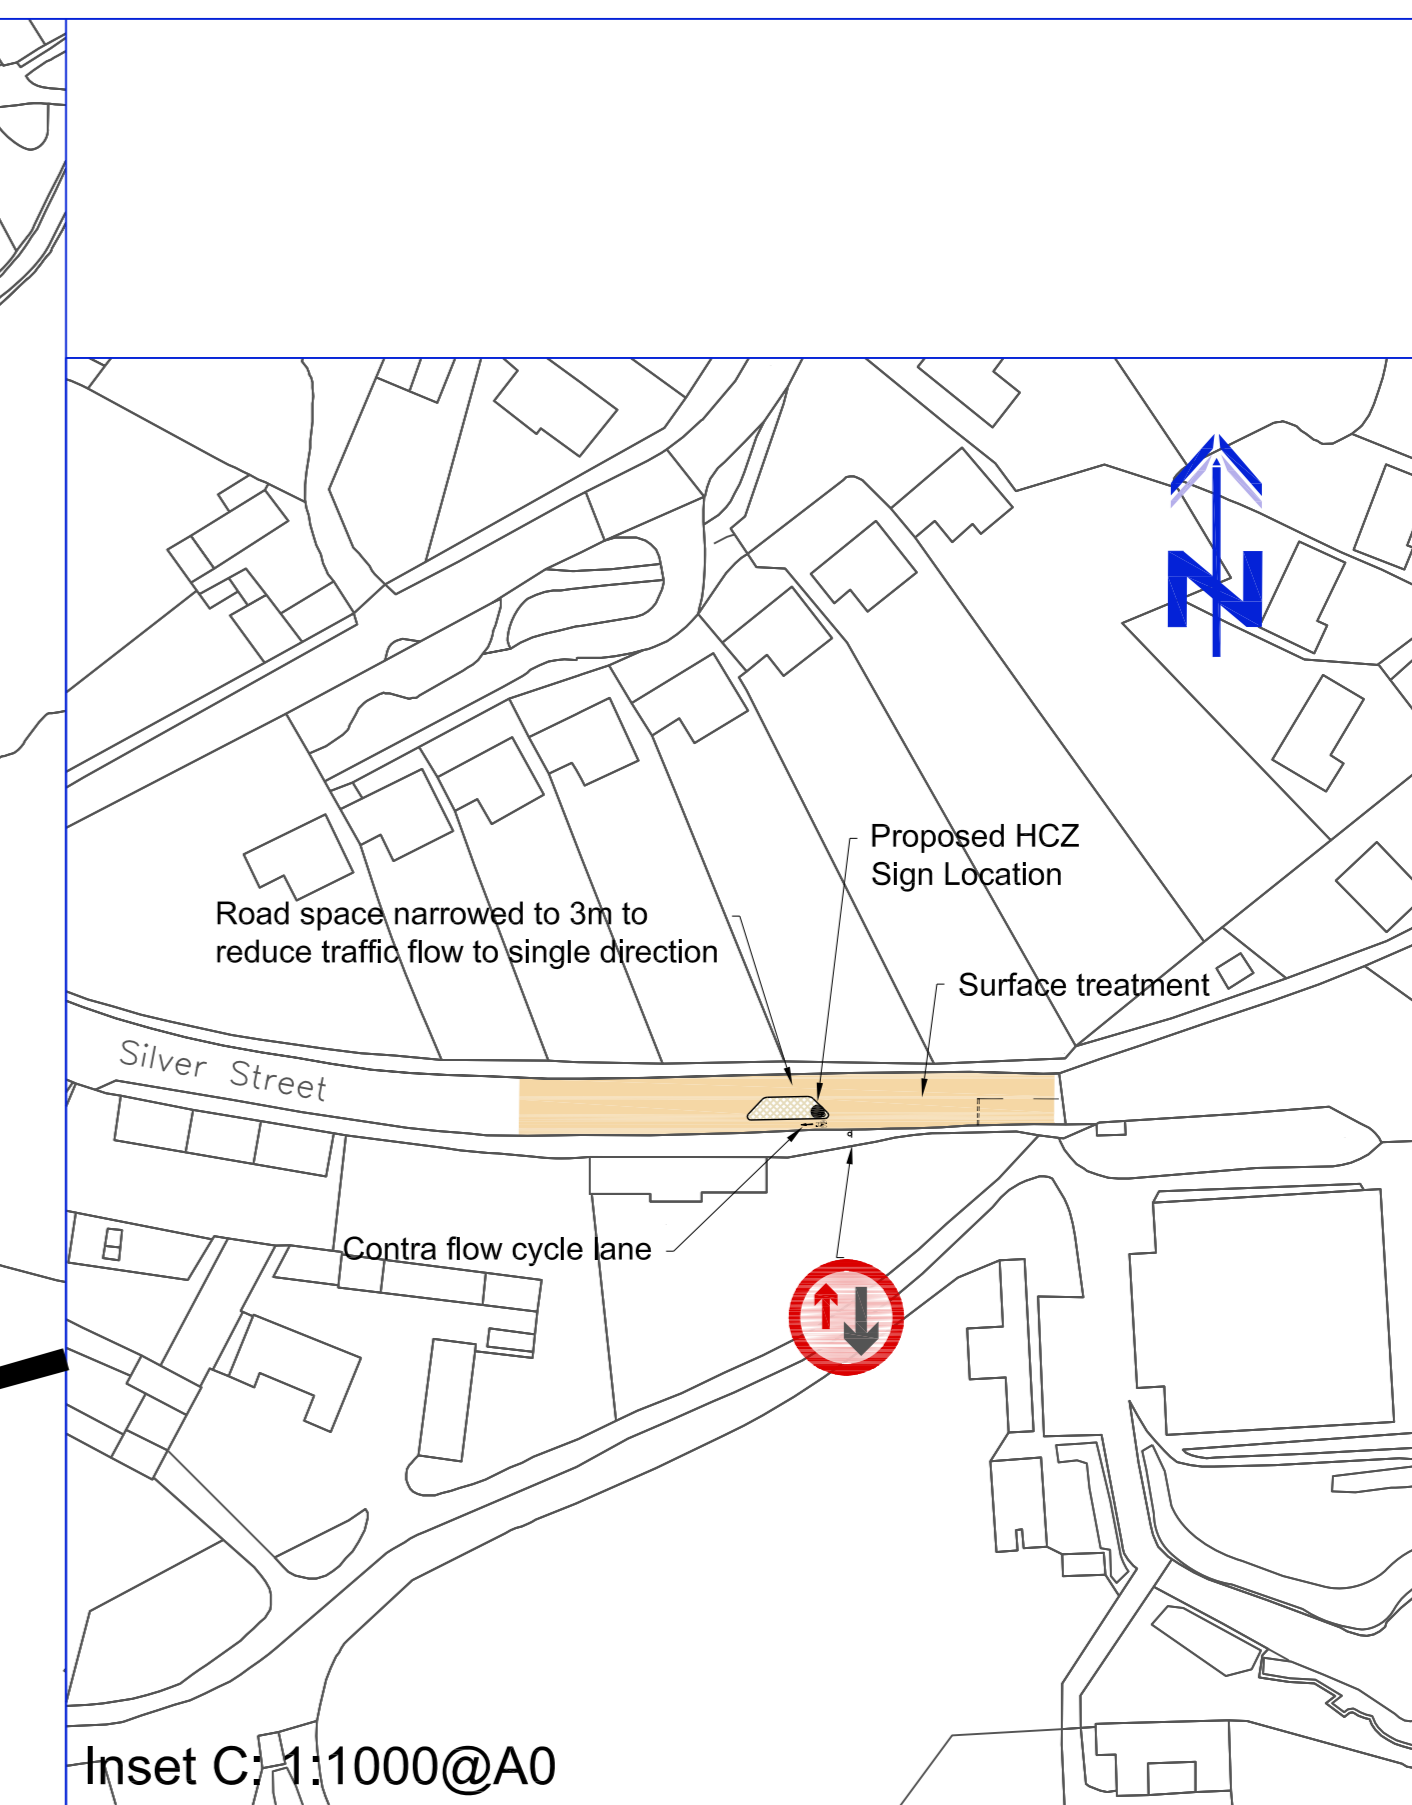 N
Proposed HCZ
Sign Location
Road space narrowed to 3m to
reduce traffic flow to single direction
Surface treatment
Silver Street
Contra flow cycle lane
Inset C: 1:1000@A0